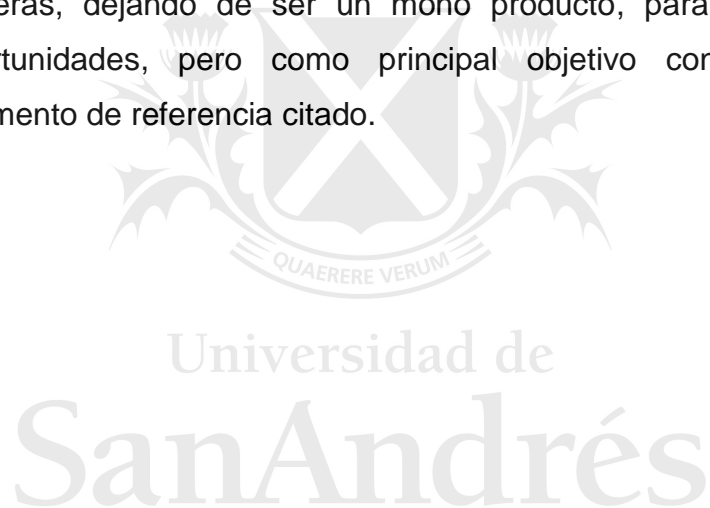 eras, dejando de ser un mono producto, para
rtunidades, pero como principal objetivo con
mento de referencia citado.
QUAERERE VERUM
Universidad de
SanAndrés